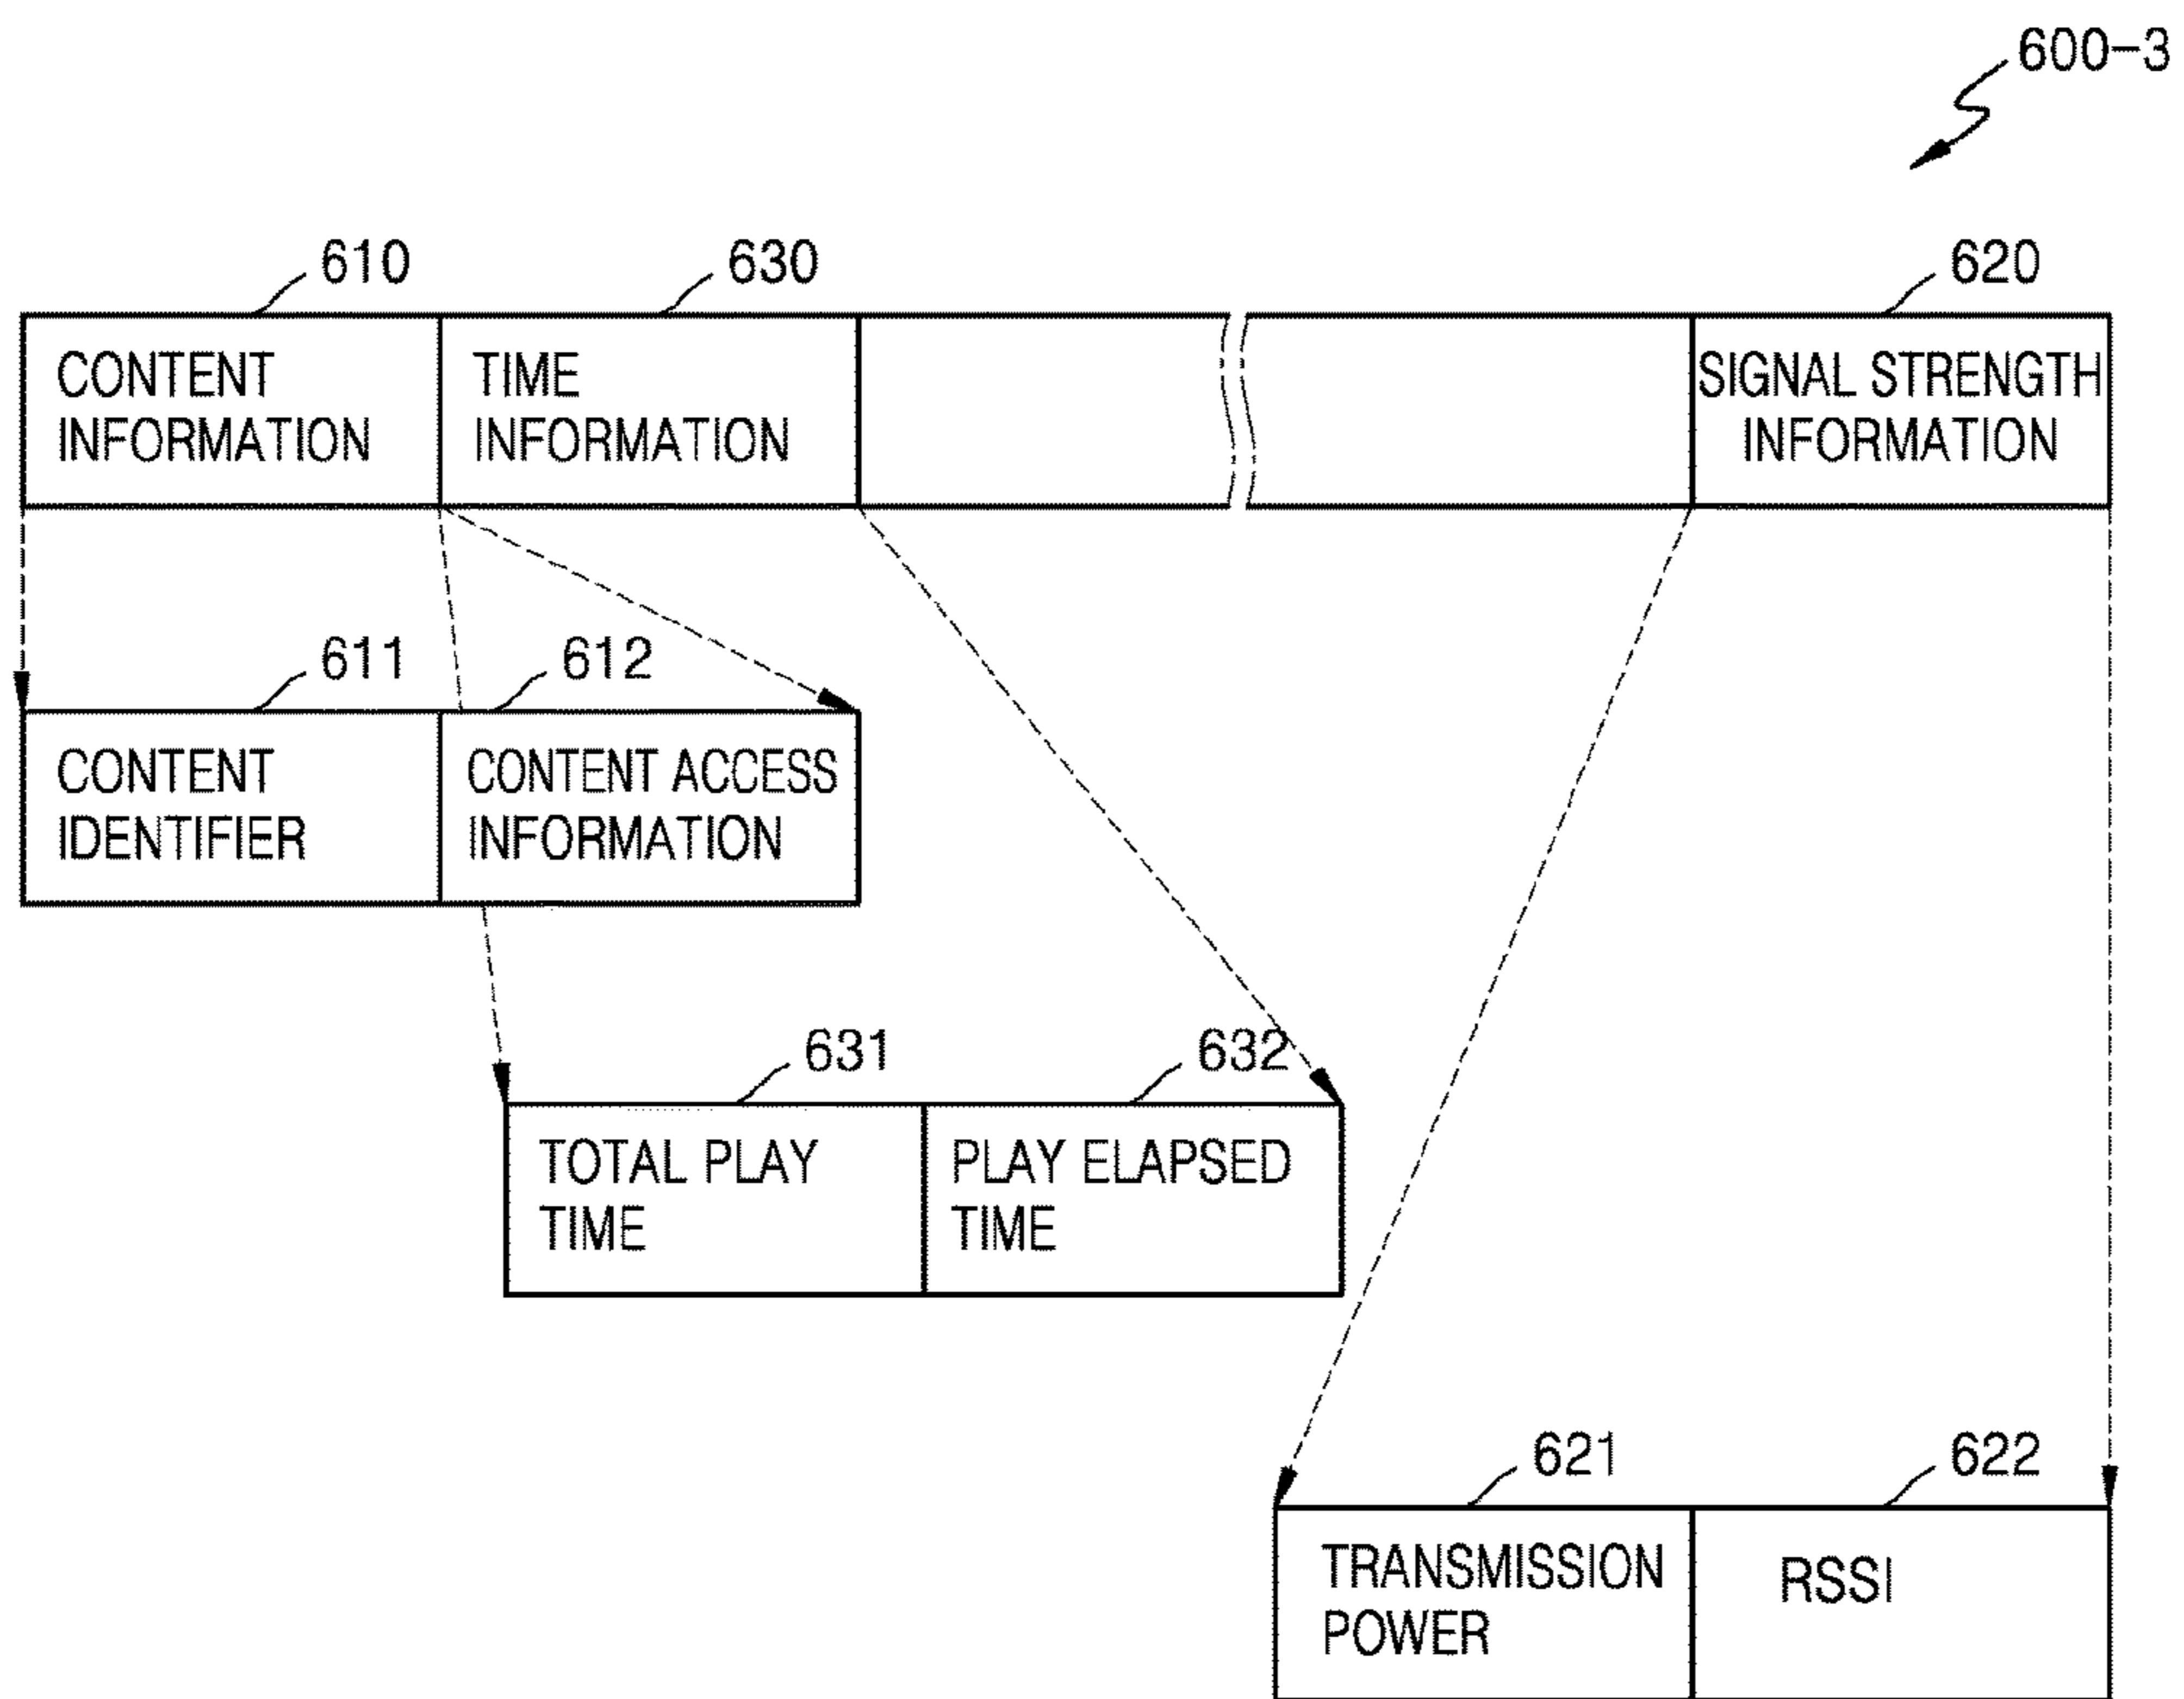 600-3
610
630
620
CONTENT
INFORMATION
TIME
INFORMATION
SIGNAL STRENGTH
INFORMATION
611
612
CONTENT
IDENTIFIER
CONTENT ACCESS
INFORMATION
631
632
TOTAL PLAY
TIME
PLAY ELAPSED
TIME
621
622
TRANSMISSION
POWER
RSSI